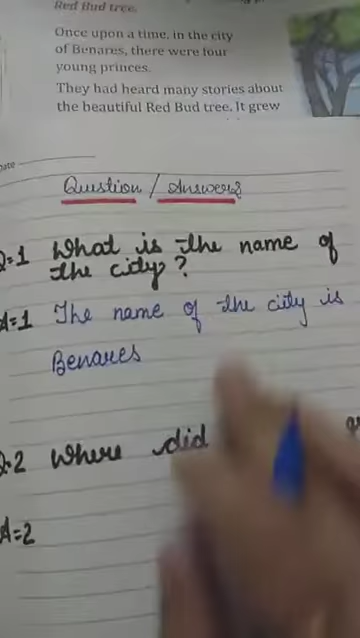 Red Bud tree.
Once upon a time, in the city
of Benares, there were four
young princes.
They had heard many stories about
the beautiful Red Bud tree. It grew
Question / Answers
Q=1 What is the name of
the city?
A=1 The name of the city is
Benares
Q.2 Where did
A=2